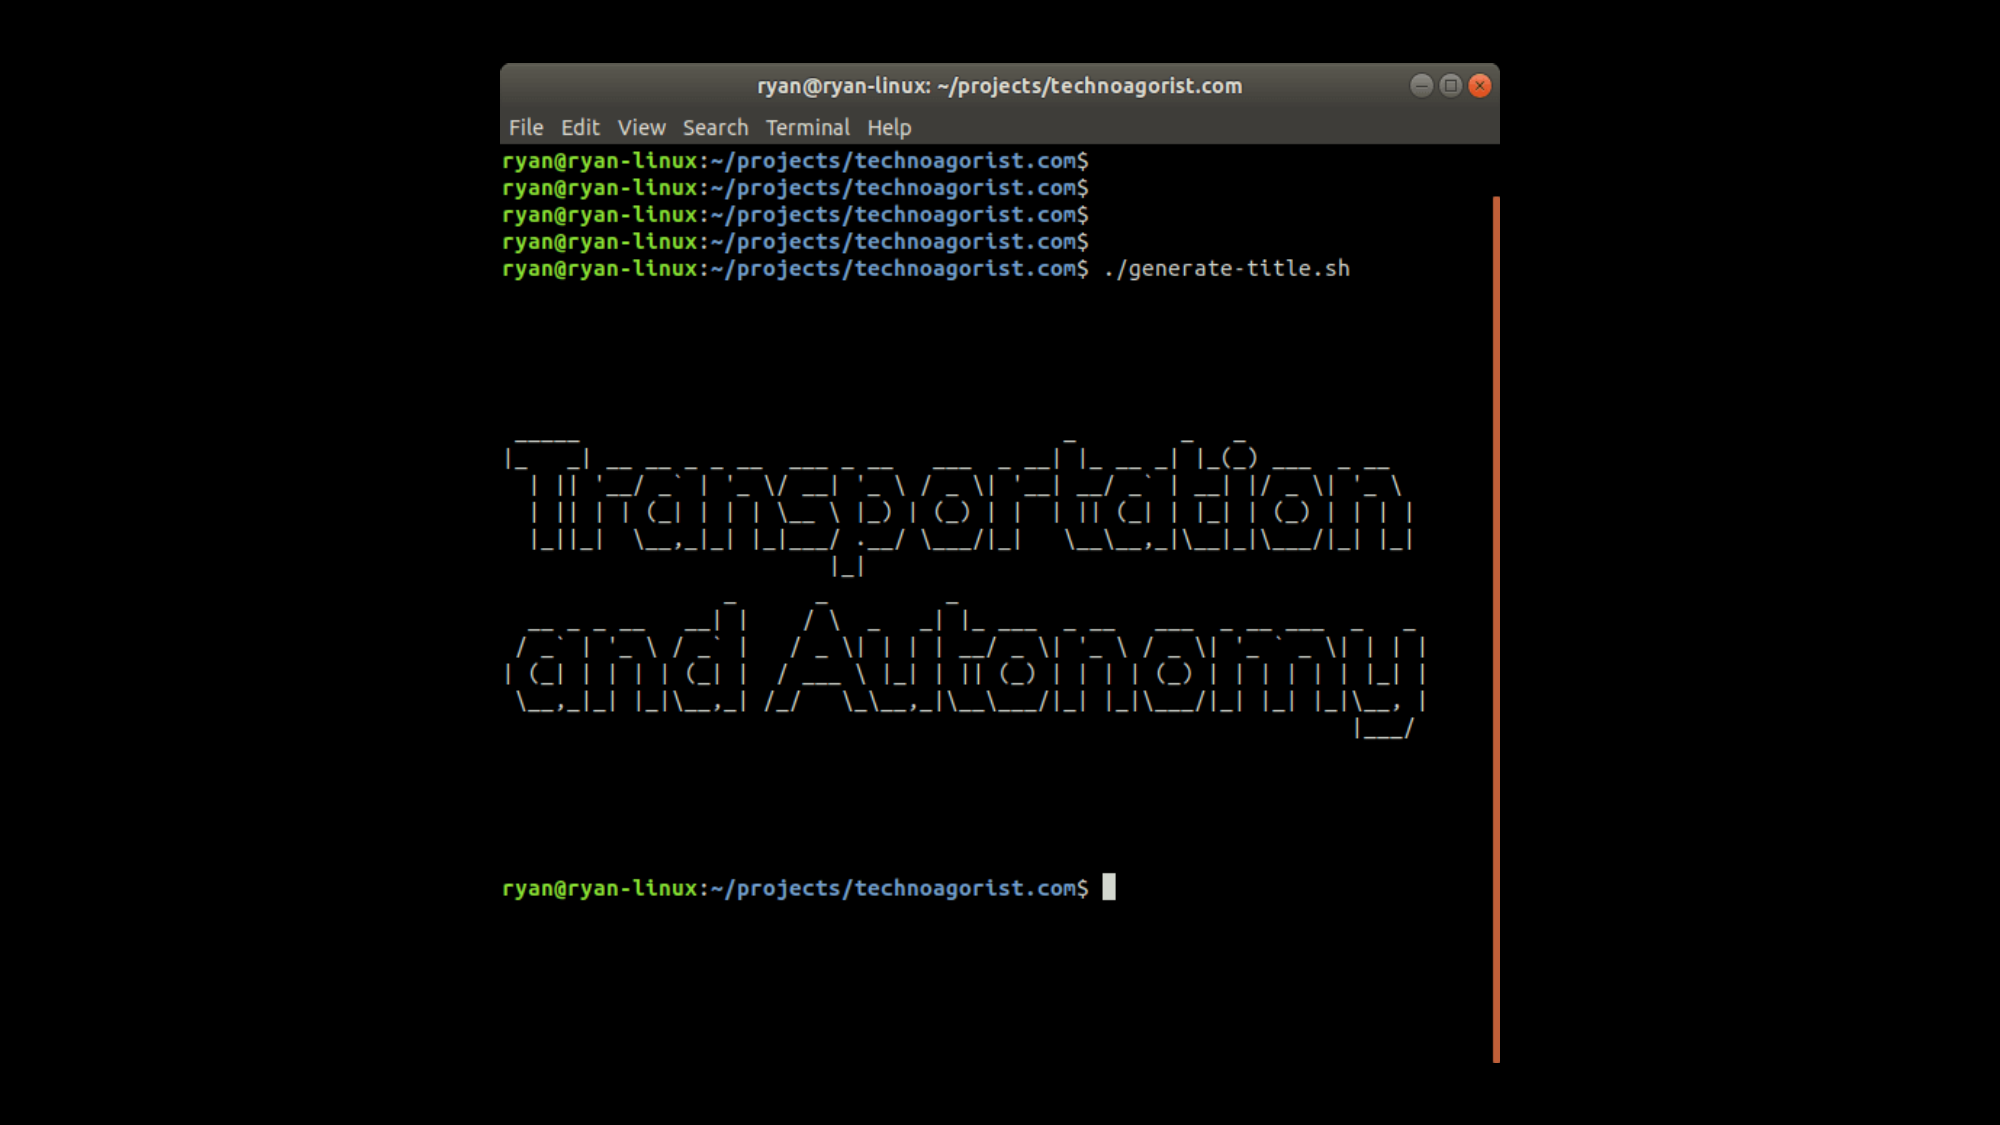 ryan@ryan-linux: ~/projects/technoagorist.com
File Edit View Search Terminal Help
ryan@ryan-linux:~/projects/technoagorist.com$
ryan@ryan-linux:~/projects/technoagorist.com$
ryan@ryan-linux:~/projects/technoagorist.com$
ryan@ryan-linux:~/projects/technoagorist.com$
ryan@ryan-linux:~/projects/technoagorist.com$ ./generate-title.sh
Transportation
and Autonomy
ryan@ryan-linux:~/projects/technoagorist.com$